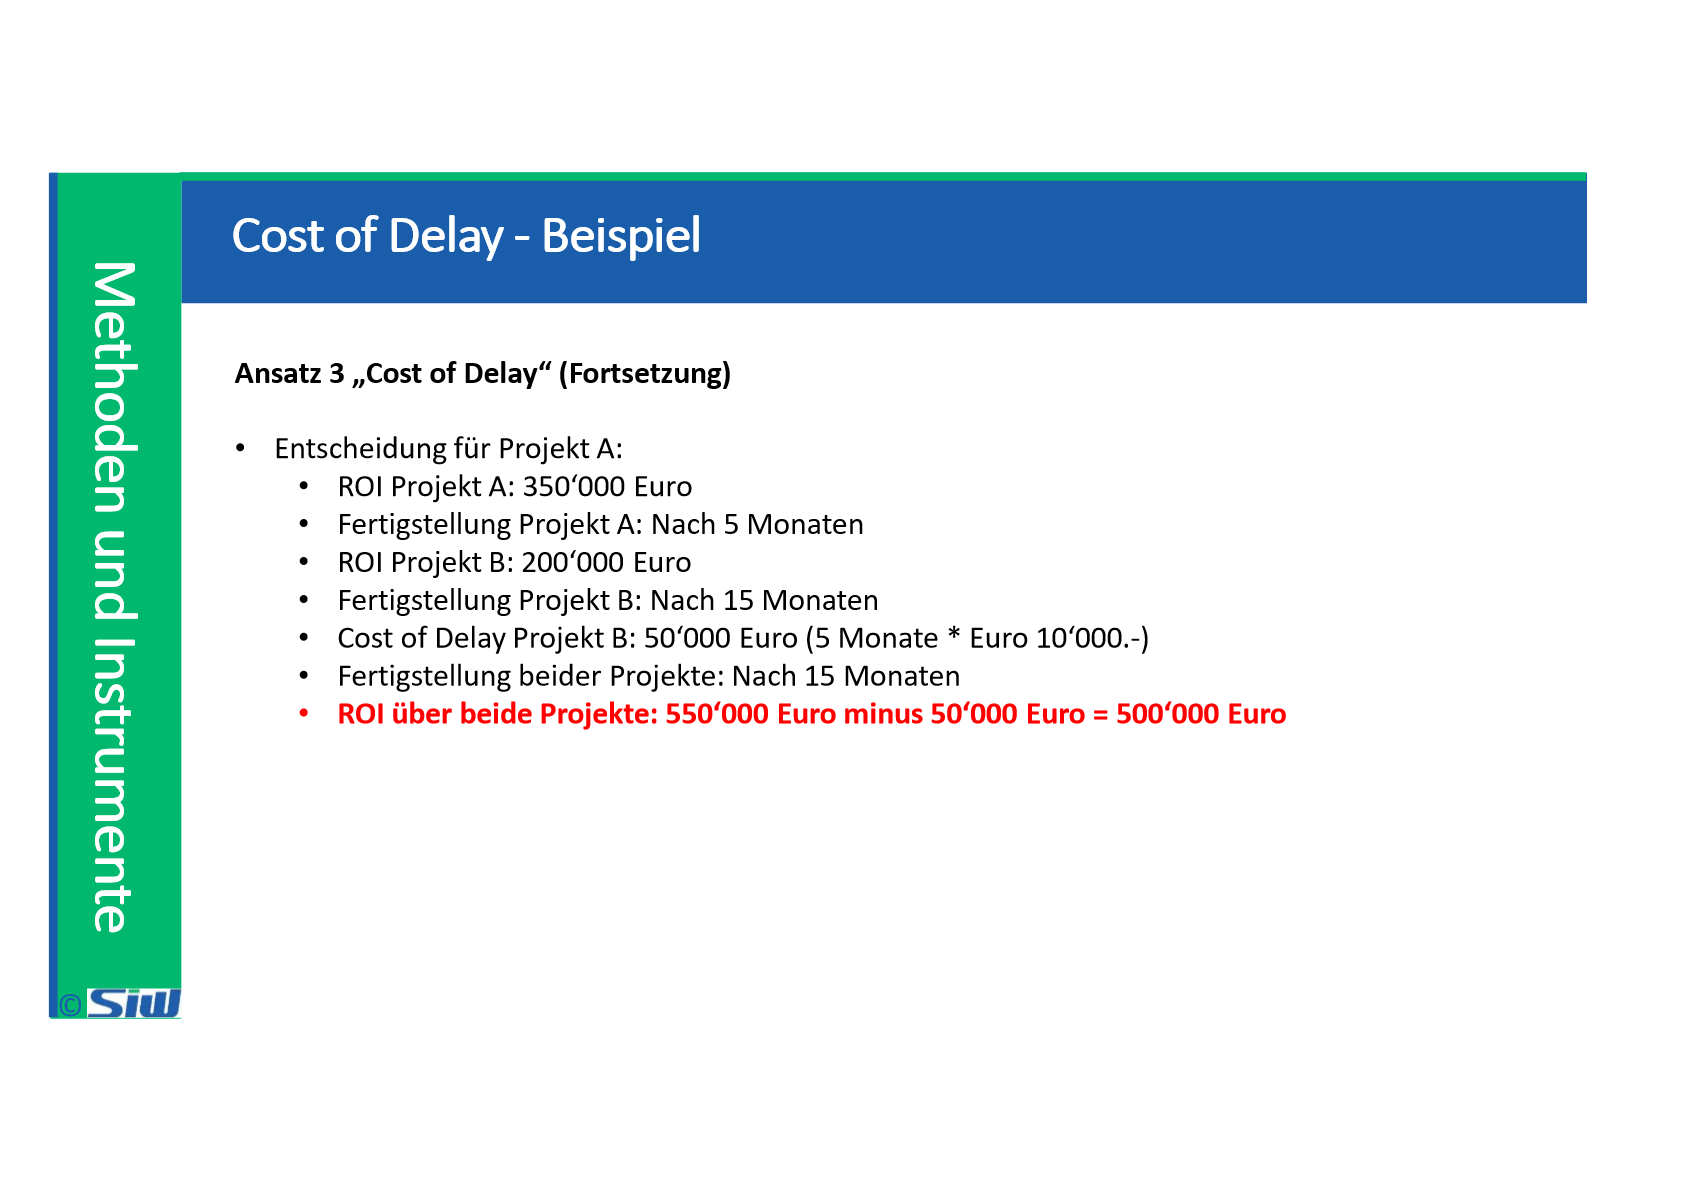 Cost of Delay - Beispiel
Methoden und Instrumente
Ansatz 3 „Cost of Delay“ (Fortsetzung)
• Entscheidung für Projekt A:
• ROI Projekt A: 350‘000 Euro
• Fertigstellung Projekt A: Nach 5 Monaten
• ROI Projekt B: 200‘000 Euro
• Fertigstellung Projekt B: Nach 15 Monaten
• Cost of Delay Projekt B: 50‘000 Euro (5 Monate * Euro 10‘000.-)
• Fertigstellung beider Projekte: Nach 15 Monaten
• ROI über beide Projekte: 550‘000 Euro minus 50‘000 Euro = 500‘000 Euro
© SIW